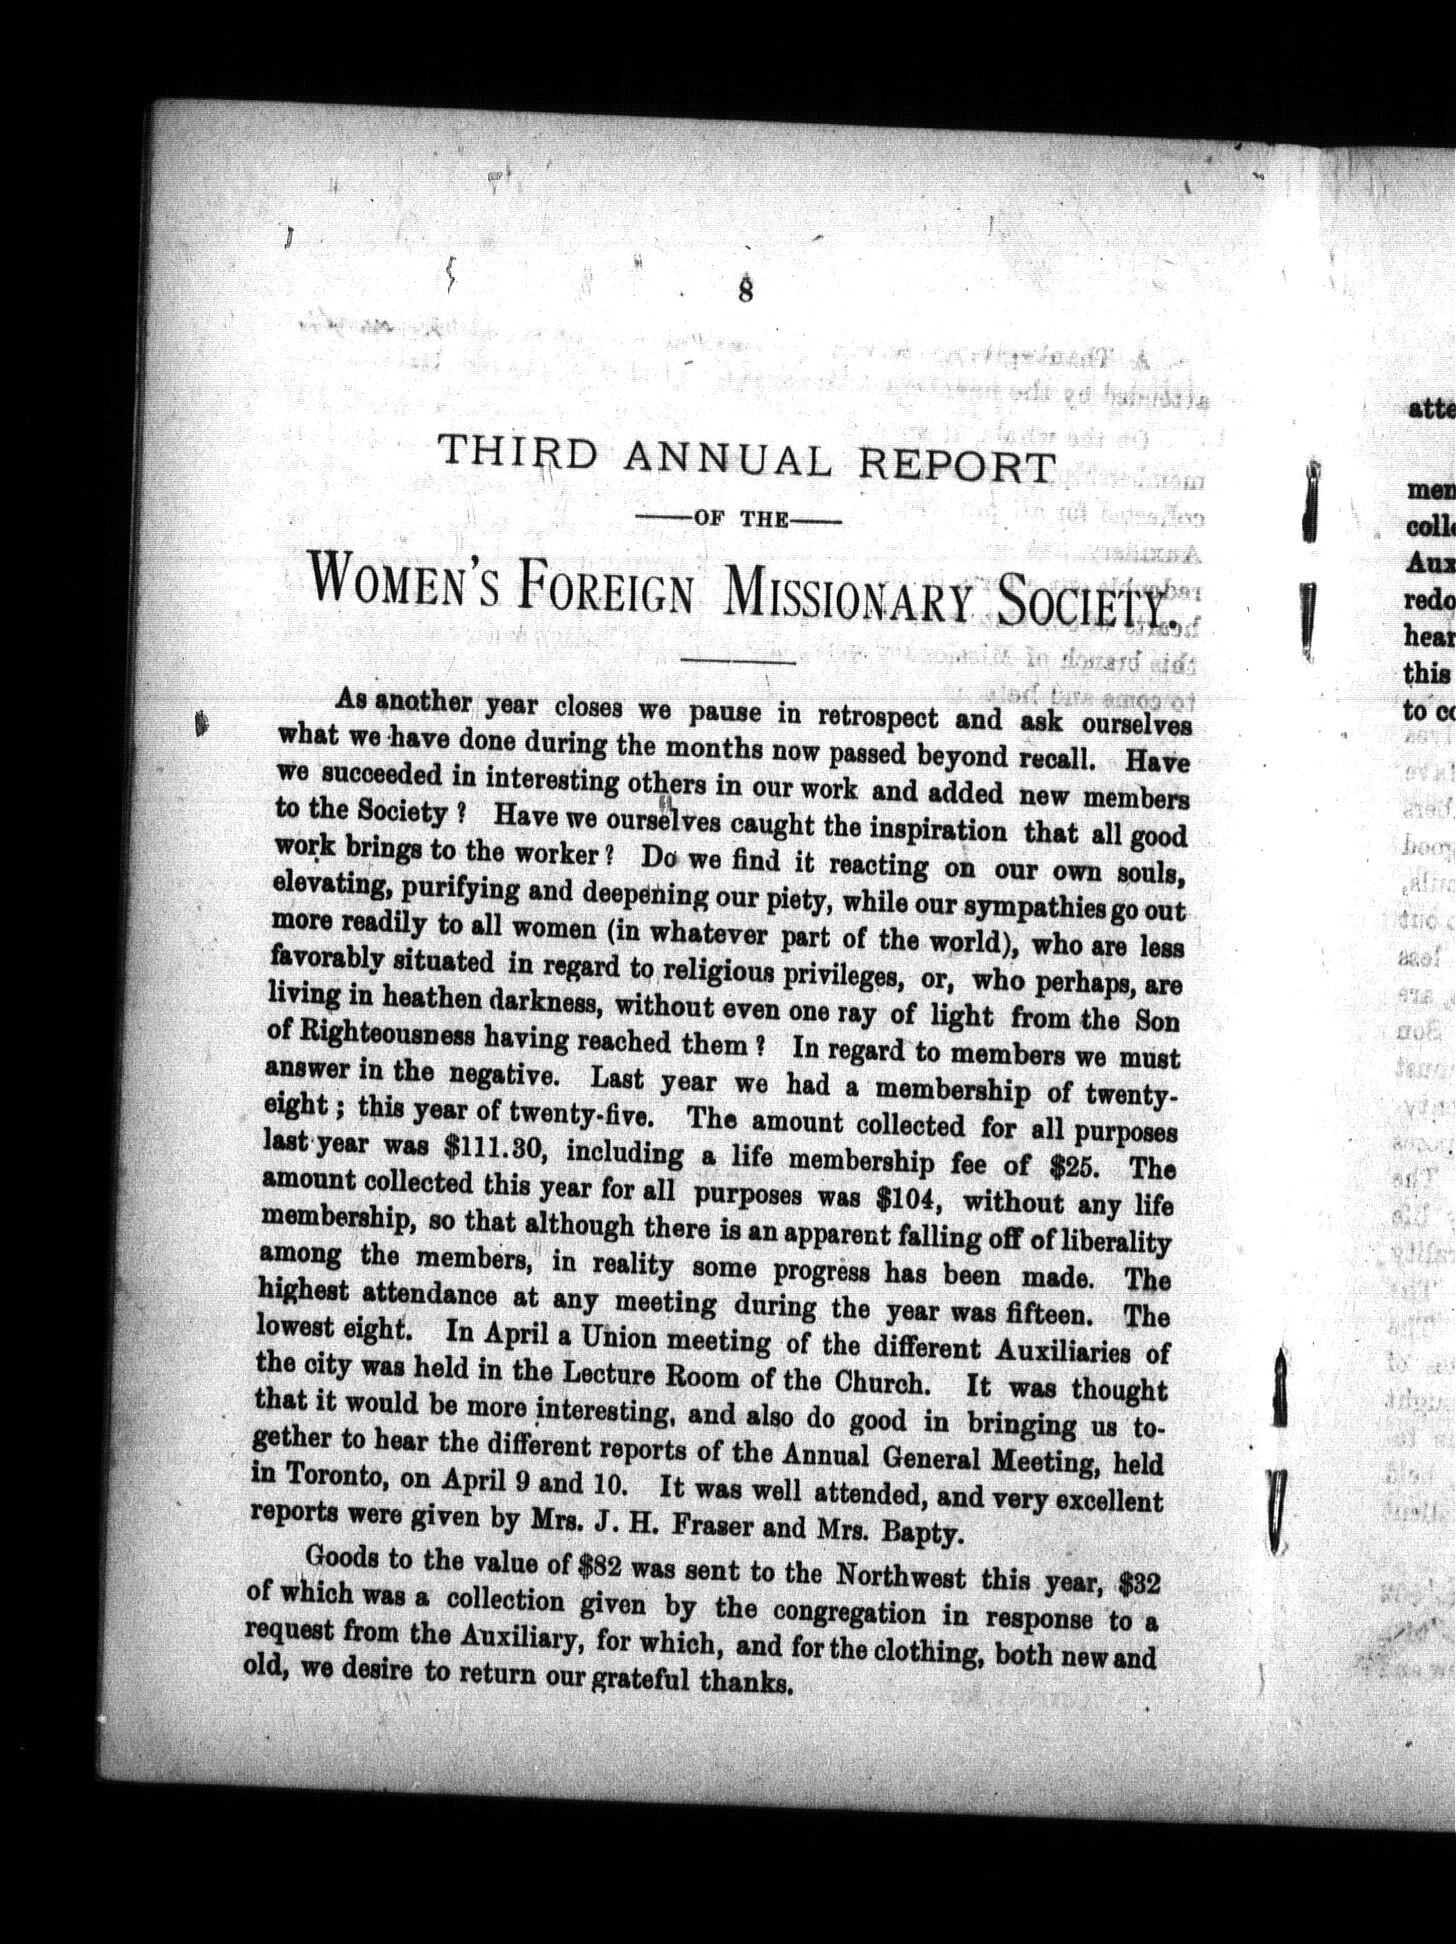 8
THIRD ANNUAL REPORT
—OF THE—
WOMEN'S FOREIGN MISSIONARY SOCIETY.
As another year closes we pause in retrospect and ask ourselves
what we have done during the months now passed beyond recall. Have
we succeeded in interesting others in our work and added new members
to the Society? Have we ourselves caught the inspiration that all good
work brings to the worker? Do we find it reacting on our own souls,
elevating, purifying and deepening our piety, while our sympathies go out
more readily to all women (in whatever part of the world), who are less
favorably situated in regard to religious privileges, or, who perhaps, are
living in heathen darkness, without even one ray of light from the Son
of Righteousness having reached them? In regard to members we must
answer in the negative. Last year we had a membership of twenty-
eight; this year of twenty-five. The amount collected for all purposes
last year was $111.30, including a life membership fee of $25. The
amount collected this year for all purposes was $104, without any life
membership, so that although there is an apparent falling off of liberality
among the members, in reality some progress has been made. The
highest attendance at any meeting during the year was fifteen. The
lowest eight. In April a Union meeting of the different Auxiliaries of
the city was held in the Lecture Room of the Church. It was thought
that it would be more interesting, and also do good in bringing us to-
gether to hear the different reports of the Annual General Meeting, held
in Toronto, on April 9 and 10. It was well attended, and very excellent
reports were given by Mrs. J. H. Fraser and Mrs. Bapty.
Goods to the value of $82 was sent to the Northwest this year, $32
of which was a collection given by the congregation in response to a
request from the Auxiliary, for which, and for the clothing, both new and
old, we desire to return our grateful thanks.
atte
men
colle
Aux
redo
hear
this
to co